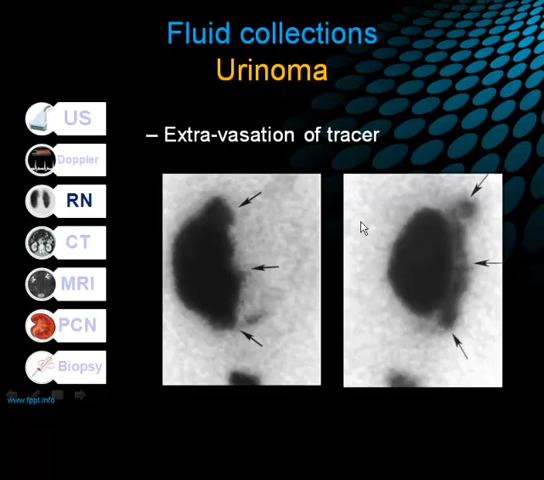 Fluid collections
Urinoma
US
Doppler
RN
CT
MRI
PCN
Biopsy
– Extra-vasation of tracer
www.fppt.info